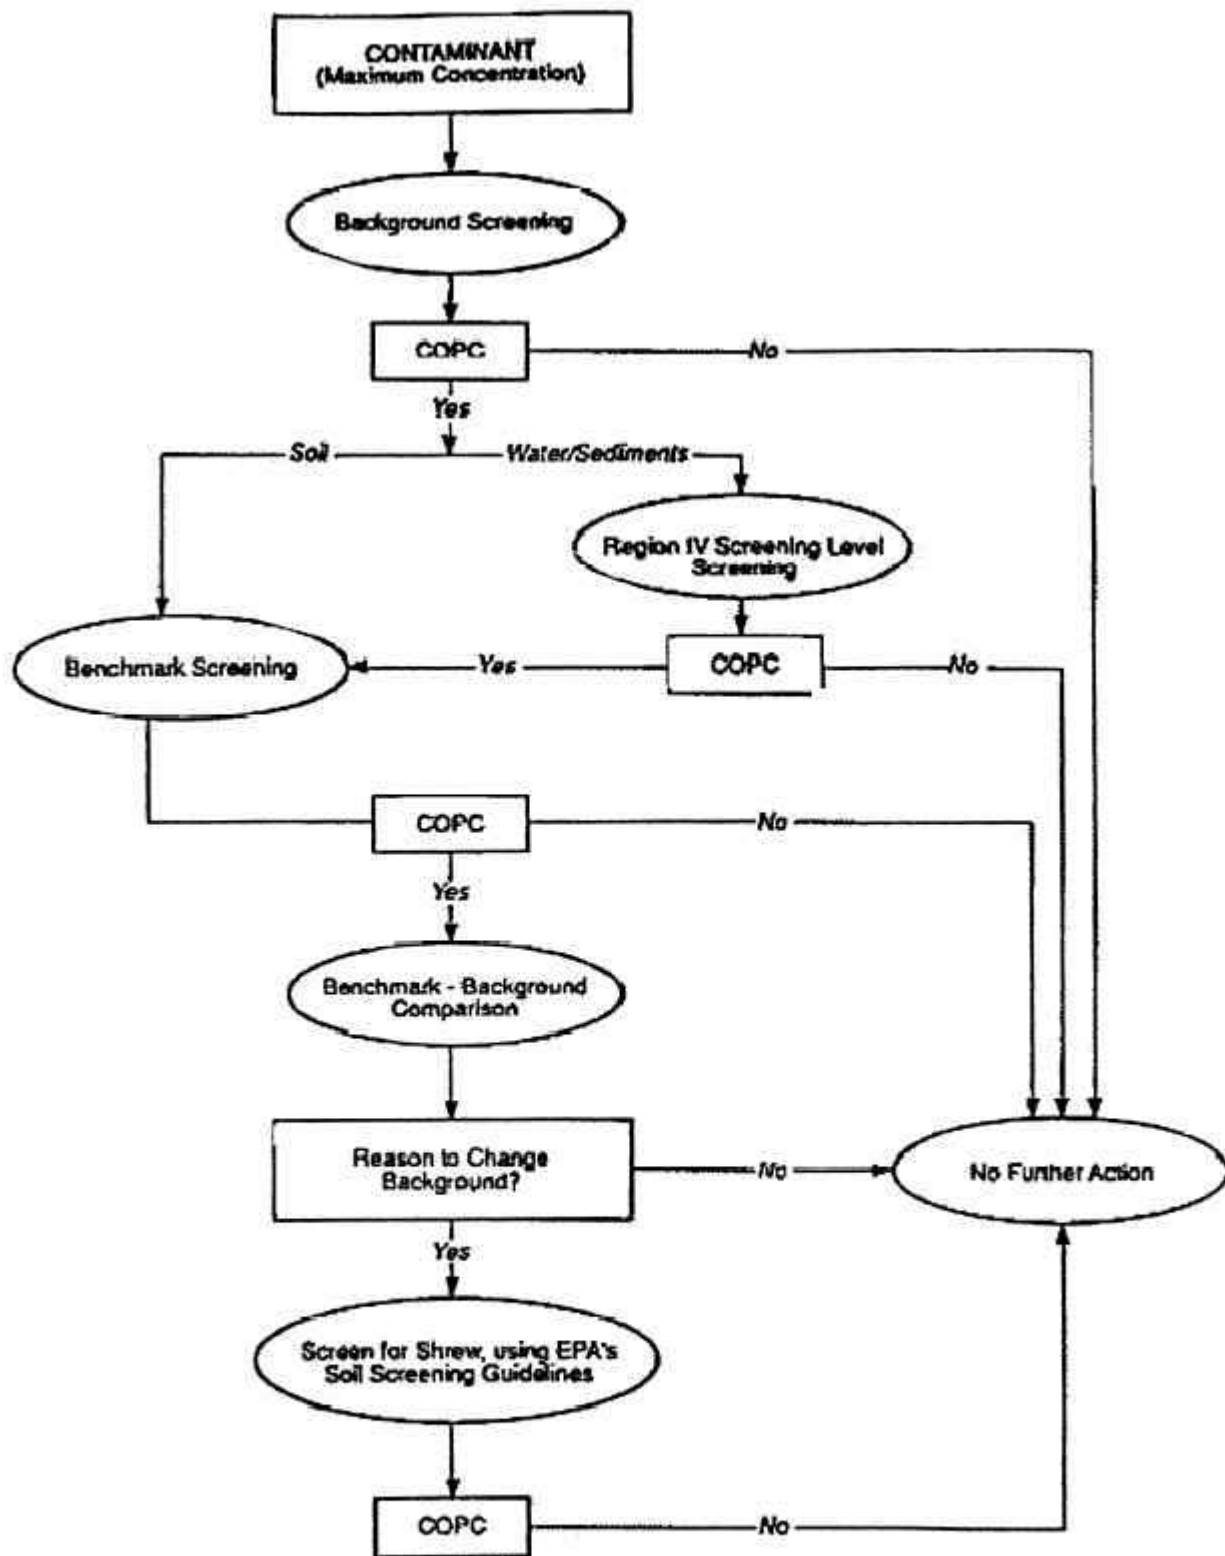 CONTAMINANT
(Maximum Concentration)
Background Screening
COPC
No
Yes
Soil
Water/Sediments
Region IV Screening Level
Screening
Benchmark Screening
Yes
COPC
No
COPC
No
Yes
Benchmark - Background
Comparison
Reason to Change
Background?
No
No Further Action
Yes
Screen for Shrew, using EPA's
Soil Screening Guidelines
COPC
No